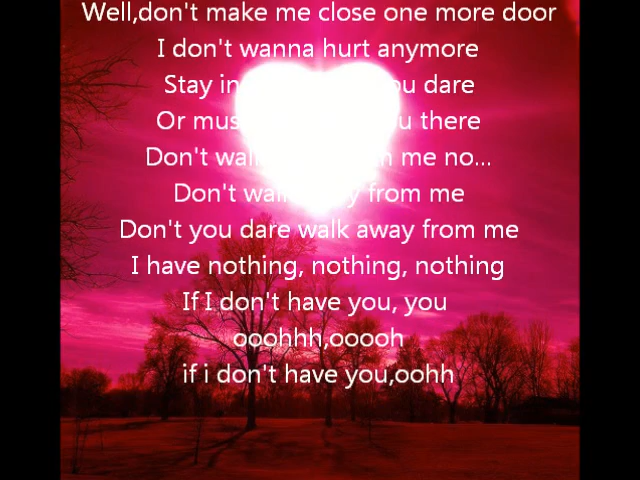 Well,don't make me close one more door
I don't wanna hurt anymore
Stay in dare
Or mus there
Don't wal me no...
Don't wal from me
Don't you dare walk away from me
I have nothing, nothing, nothing
If I don't have you, you
ooohhh,ooooh
if i don't have you,oohh